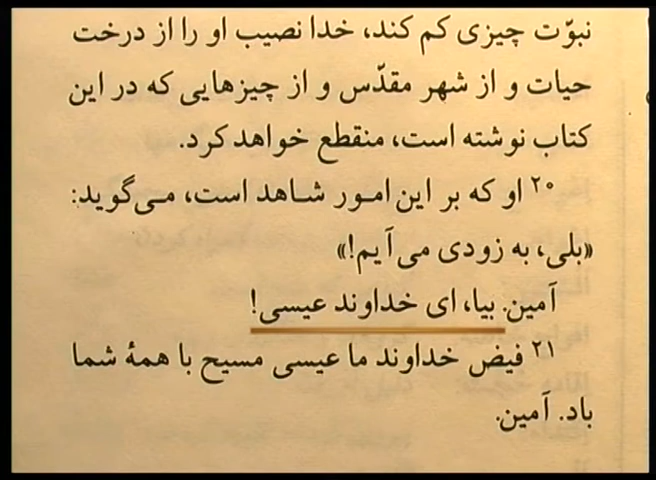 نبوّت چیزی کم کند، خدا نصیب او را از درخت
حیات و از شهر مقدّس و از چیزهایی که در این
کتاب نوشته است، منقطع خواهد کرد.
۲۰ او که بر این امور شاهد است، می‌گوید:
«بلی، به زودی می‌آیم!»
آمین. بیا، ای خداوند عیسی!
۲۱ فیض خداوند ما عیسی مسیح با همهٔ شما
باد. آمین.